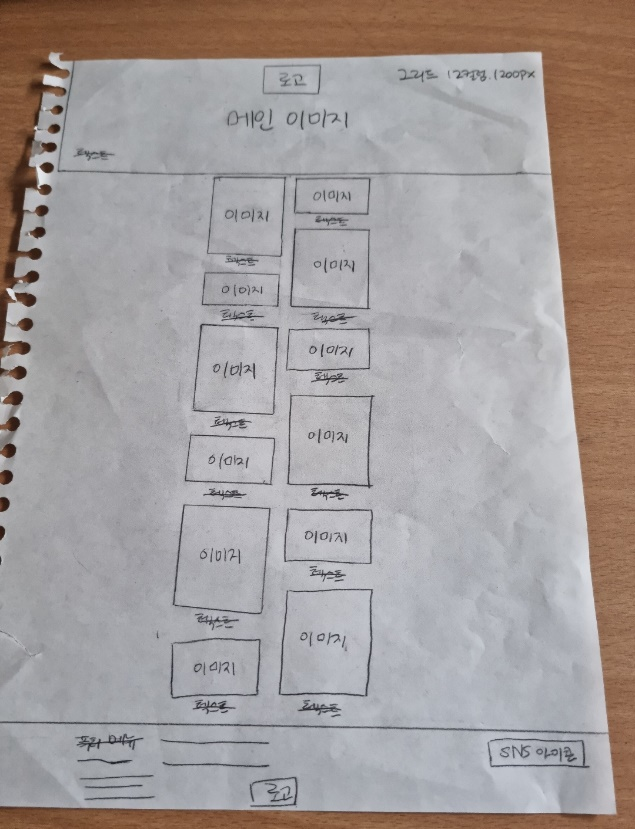 로고
그리드 12컬럼, 1200px
메인 이미지
텍스트
이미지
이미지
텍스트
텍스트
이미지
이미지
텍스트
텍스트
이미지
이미지
텍스트
텍스트
이미지
이미지
텍스트
텍스트
이미지
이미지
텍스트
텍스트
이미지
이미지
텍스트
텍스트
푸터 메뉴
SNS 아이콘
로고